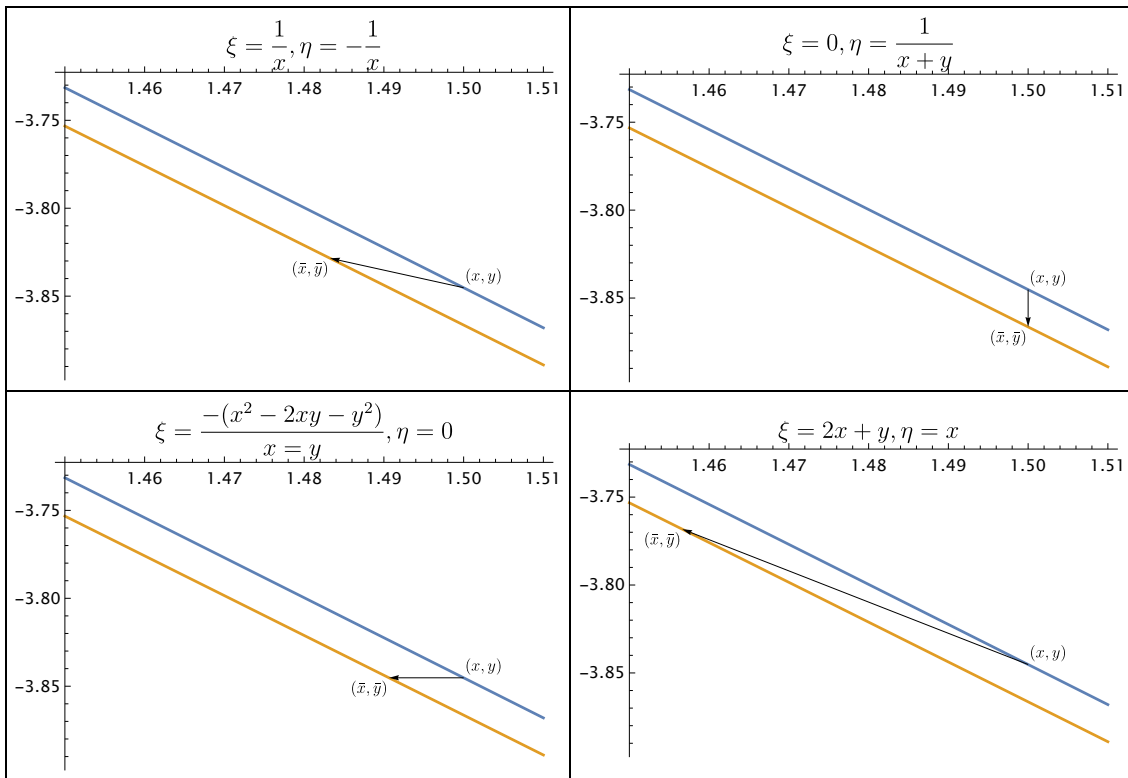 ξ = 1/x, η = −1/x
1.46 1.47 1.48 1.49 1.50 1.51
−3.75
−3.80
(x̄, ȳ) (x, y)
−3.85
ξ = 0, η = 1/(x + y)
1.46 1.47 1.48 1.49 1.50 1.51
−3.75
−3.80
(x, y)
−3.85
(x̄, ȳ)
ξ = −(x² − 2xy − y²)/(x = y), η = 0
1.46 1.47 1.48 1.49 1.50 1.51
−3.75
−3.80
(x, y)
−3.85
(x̄, ȳ)
ξ = 2x + y, η = x
1.46 1.47 1.48 1.49 1.50 1.51
−3.75
(x̄, ȳ)
−3.80
(x, y)
−3.85